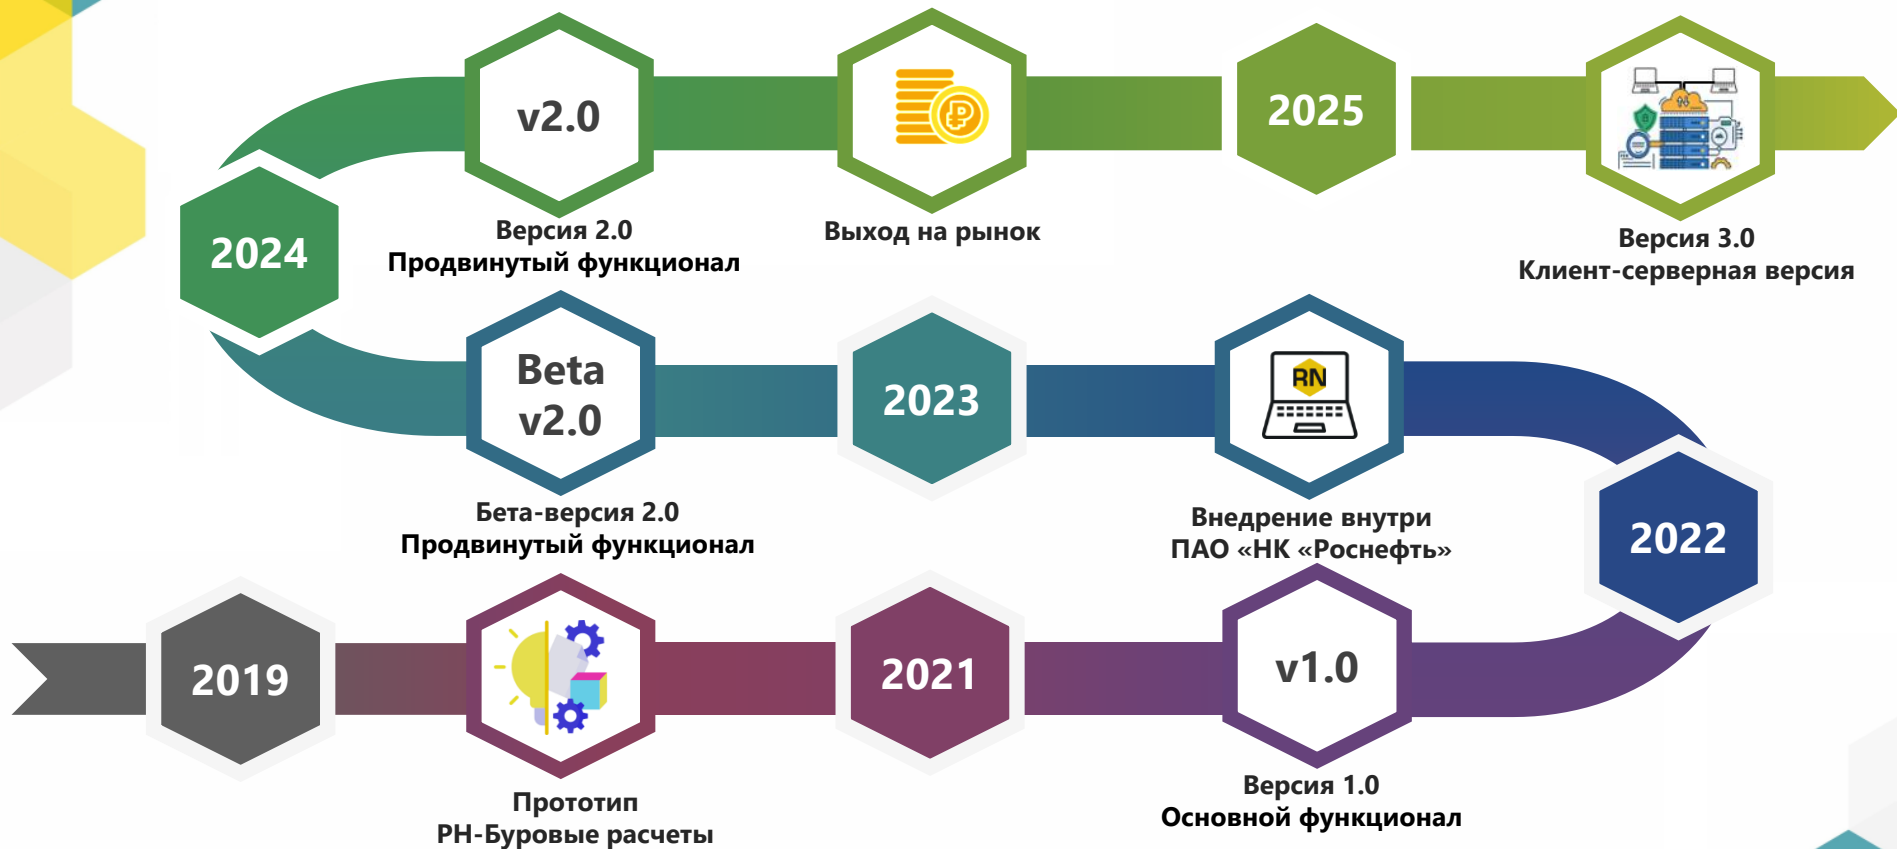 v2.0
2025
2024
Версия 2.0
Продвинутый функционал
Выход на рынок
Версия 3.0
Клиент-серверная версия
Beta
v2.0
2023
RN
2022
Бета-версия 2.0
Продвинутый функционал
Внедрение внутри
ПАО «НК «Роснефть»
2019
2021
v1.0
Прототип
РН-Буровые расчеты
Версия 1.0
Основной функционал